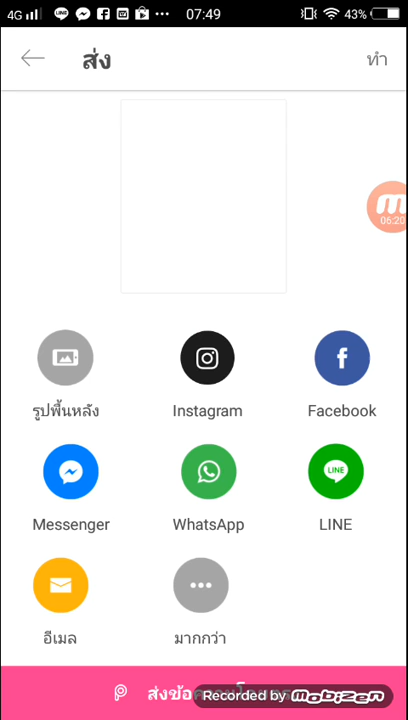 4G 07:49 43%
ส่ง ทำ
06:20
รูปพื้นหลัง Instagram Facebook
Messenger WhatsApp LINE
อีเมล มากกว่า
ส่งข้อ
Recorded by mobizen